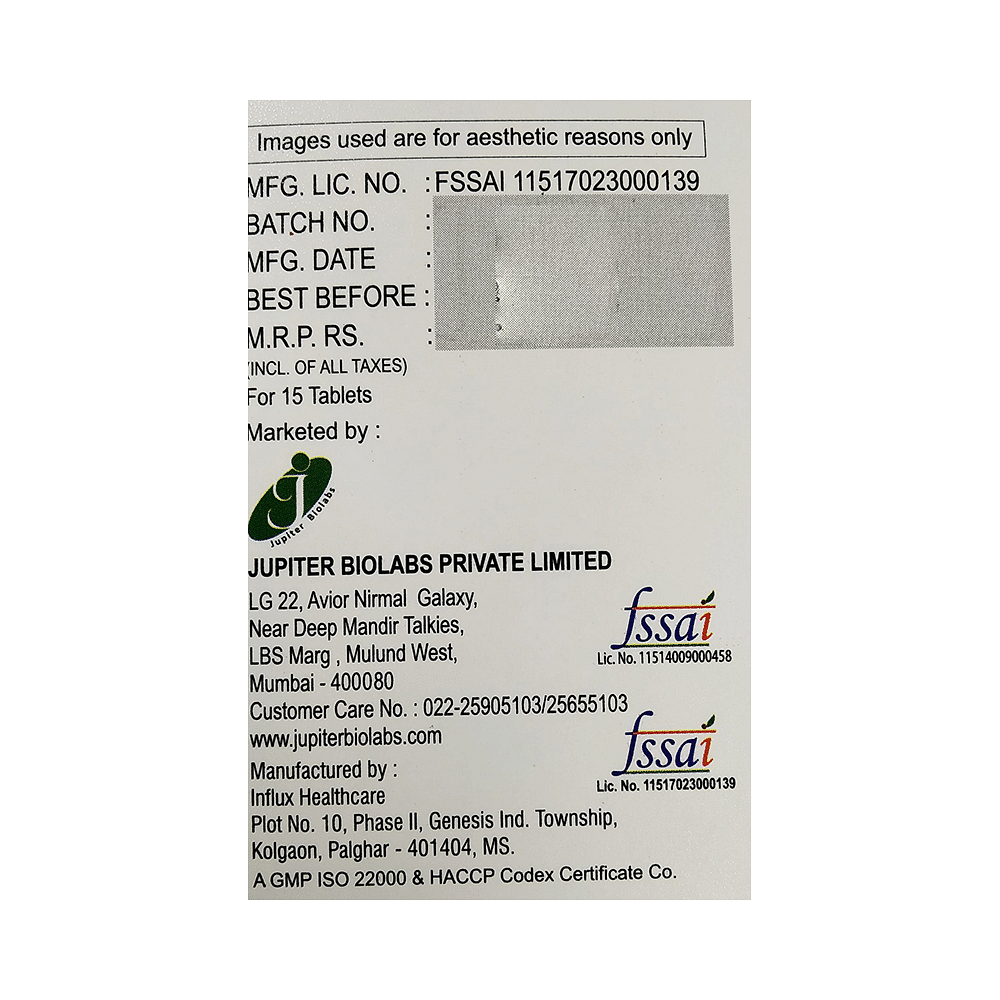 Images used are for aesthetic reasons only
MFG. LIC. NO. : FSSAI 11517023000139
BATCH NO. :
MFG. DATE :
BEST BEFORE :
M.R.P. RS. :
(INCL. OF ALL TAXES)
For 15 Tablets
Marketed by :
J
Jupiter Biolabs
JUPITER BIOLABS PRIVATE LIMITED
LG 22, Avior Nirmal Galaxy,
Near Deep Mandir Talkies,
LBS Marg , Mulund West,
Mumbai - 400080
fssai
Lic. No. 11514009000458
Customer Care No. : 022-25905103/25655103
www.jupiterbiolabs.com
fssai
Lic. No. 11517023000139
Manufactured by :
Influx Healthcare
Plot No. 10, Phase II, Genesis Ind. Township,
Kolgaon, Palghar - 401404, MS.
A GMP ISO 22000 & HACCP Codex Certificate Co.